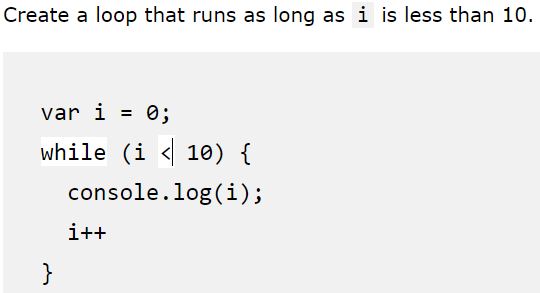 Create a loop that runs as long as i is less than 10.
var i = 0;
while (i < 10) {
console.log(i);
i++
}